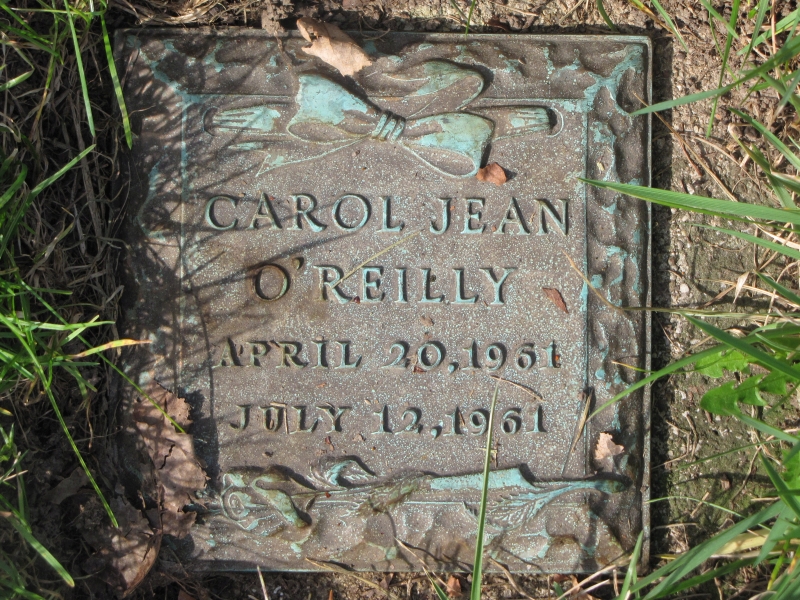 CAROL JEAN
O'REILLY
APRIL 20, 1961
JULY 12, 1961